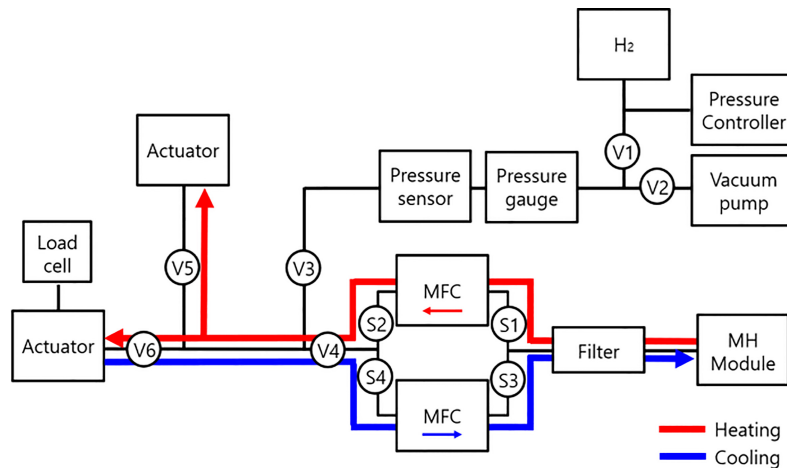 H₂
Pressure
Controller
V1
Actuator
Pressure
sensor
Pressure
gauge
V2
Vacuum
pump
Load
cell
V5
V3
MFC
S2
S1
Actuator
V6
V4
Filter
MH
Module
S4
S3
MFC
Heating
Cooling